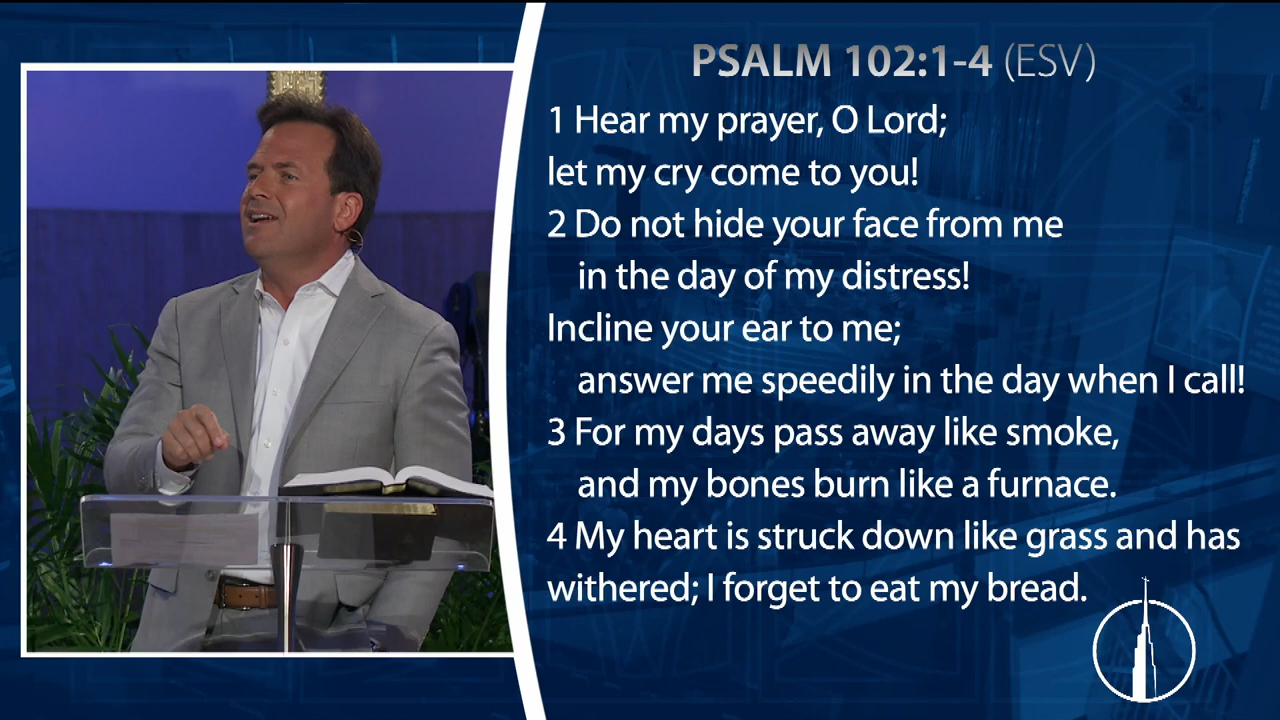 PSALM 102:1-4 (ESV)
1 Hear my prayer, O Lord;
let my cry come to you!
2 Do not hide your face from me
in the day of my distress!
Incline your ear to me;
answer me speedily in the day when I call!
3 For my days pass away like smoke,
and my bones burn like a furnace.
4 My heart is struck down like grass and has
withered; I forget to eat my bread.